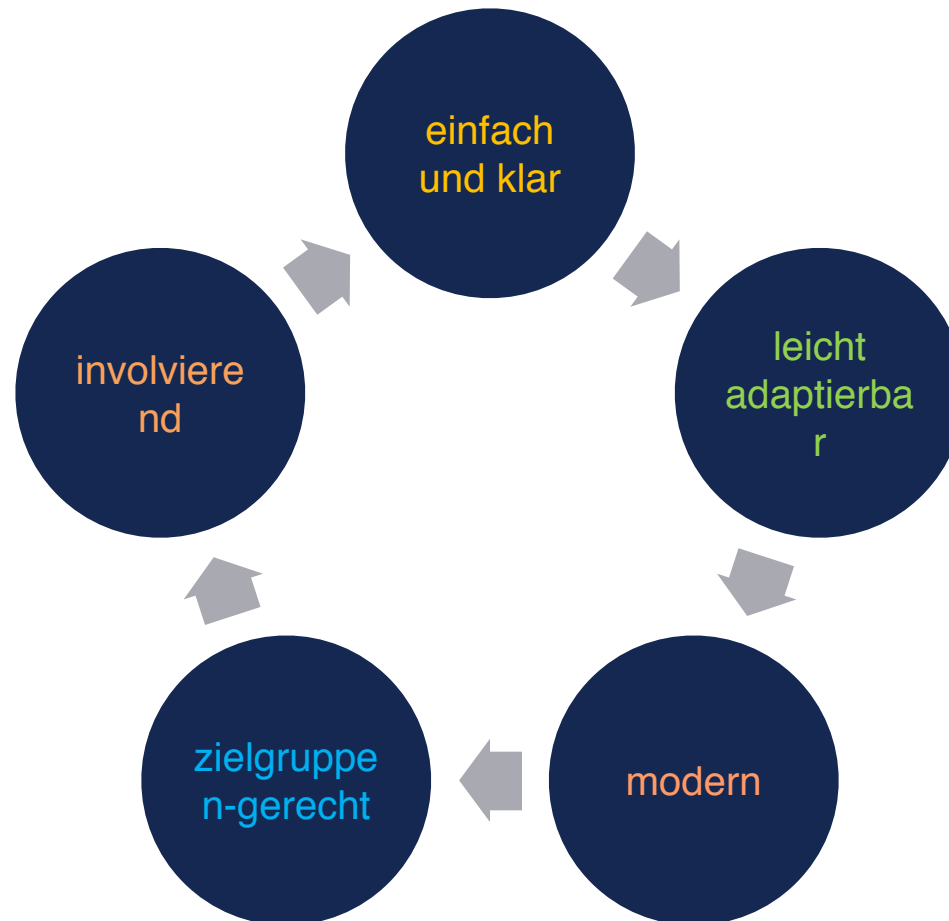 einfach
und klar
leicht
adaptierba
r
modern
zielgruppe
n-gerecht
involviere
nd